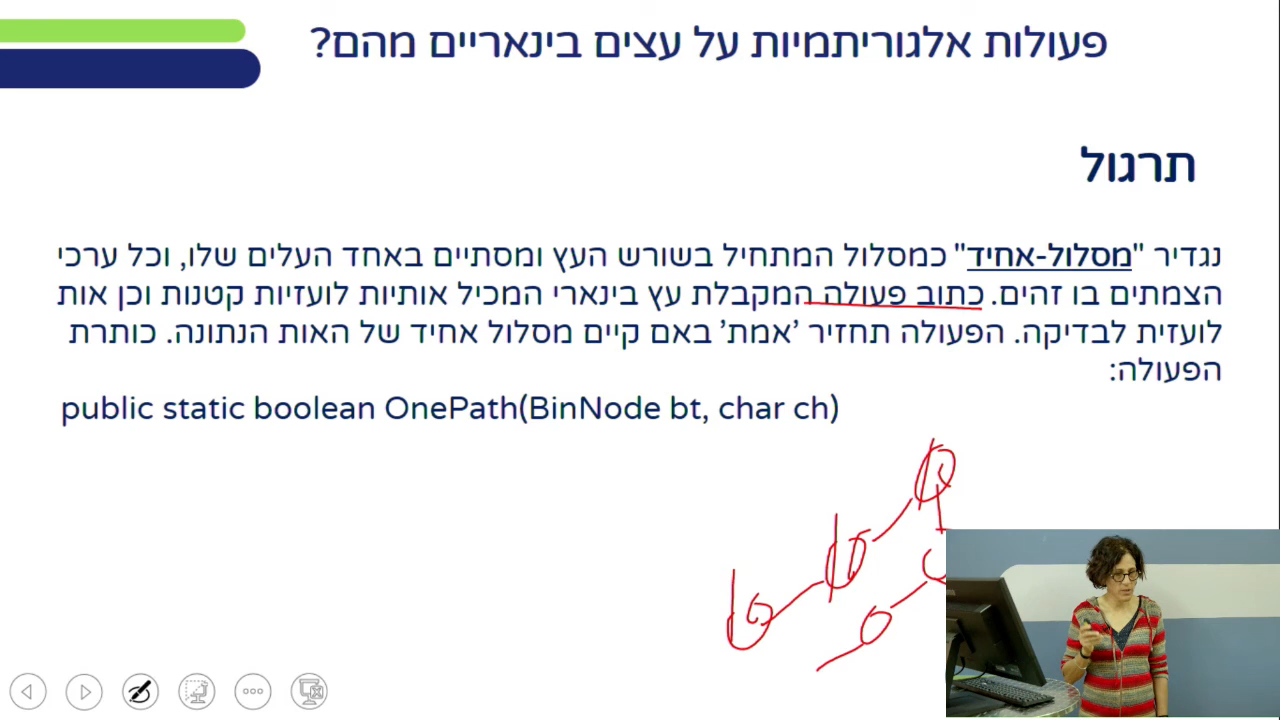 פעולות אלגוריתמיות על עצים בינאריים מהם?
תרגול
נגדיר "מסלול-אחיד" כמסלול המתחיל בשורש העץ ומסתיים באחד העלים שלו, וכל ערכי
הצמתים בו זהים. כתוב פעולה המקבלת עץ בינארי המכיל אותיות לועזיות קטנות וכן אות
לועזית לבדיקה. הפעולה תחזיר 'אמת' באם קיים מסלול אחיד של האות הנתונה. כותרת
הפעולה:
public static boolean OnePath(BinNode bt, char ch)